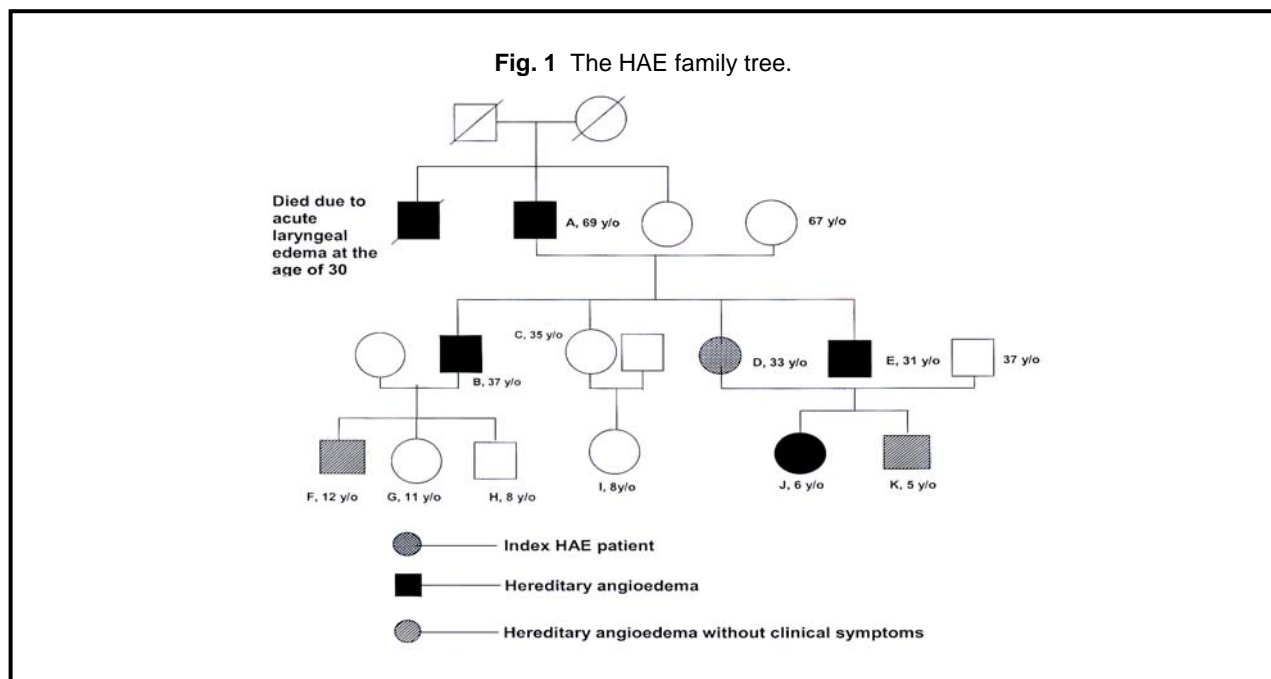 Fig. 1 The HAE family tree.
Died due to
acute
laryngeal
edema at the
age of 30
A, 69 y/o
67 y/o
B, 37 y/o
C, 35 y/o
D, 33 y/o
E, 31 y/o
37 y/o
F, 12 y/o
G, 11 y/o
H, 8 y/o
I, 8y/o
J, 6 y/o
K, 5 y/o
Index HAE patient
Hereditary angioedema
Hereditary angioedema without clinical symptoms